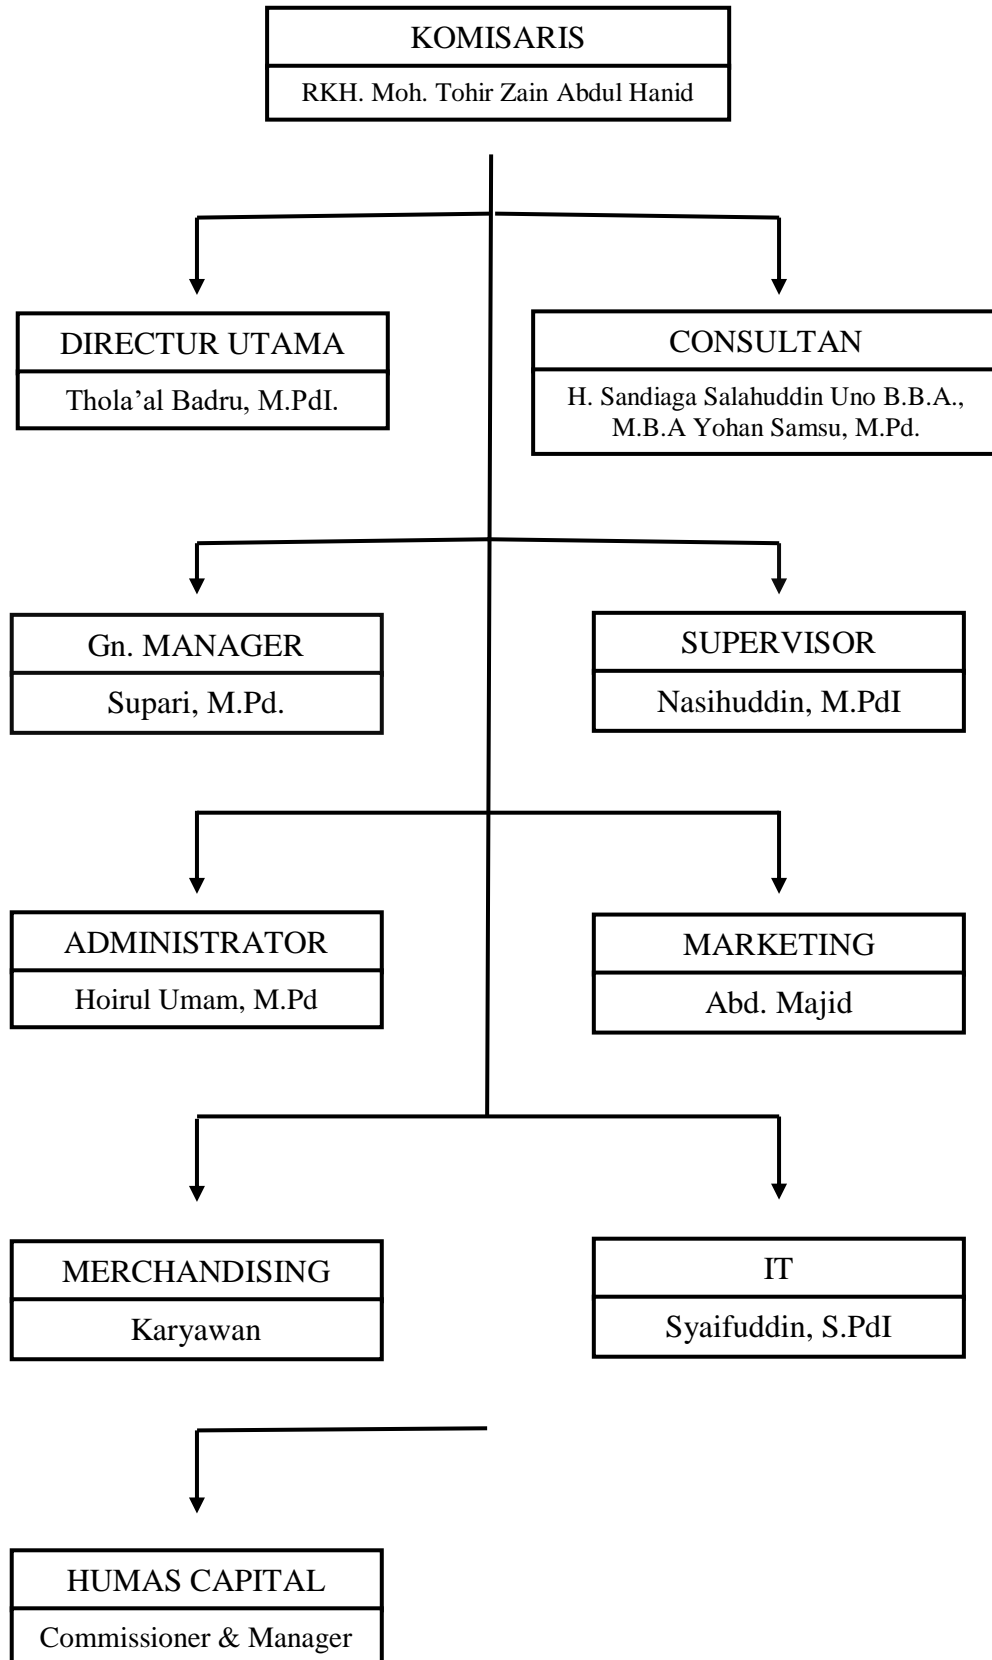 KOMISARIS
RKH. Moh. Tohir Zain Abdul Hanid
DIRECTUR UTAMA
Thola’al Badru, M.PdI.
CONSULTAN
H. Sandiaga Salahuddin Uno B.B.A.,
M.B.A Yohan Samsu, M.Pd.
Gn. MANAGER
Supari, M.Pd.
SUPERVISOR
Nasihuddin, M.PdI
ADMINISTRATOR
Hoirul Umam, M.Pd
MARKETING
Abd. Majid
MERCHANDISING
Karyawan
IT
Syaifuddin, S.PdI
HUMAS CAPITAL
Commissioner & Manager